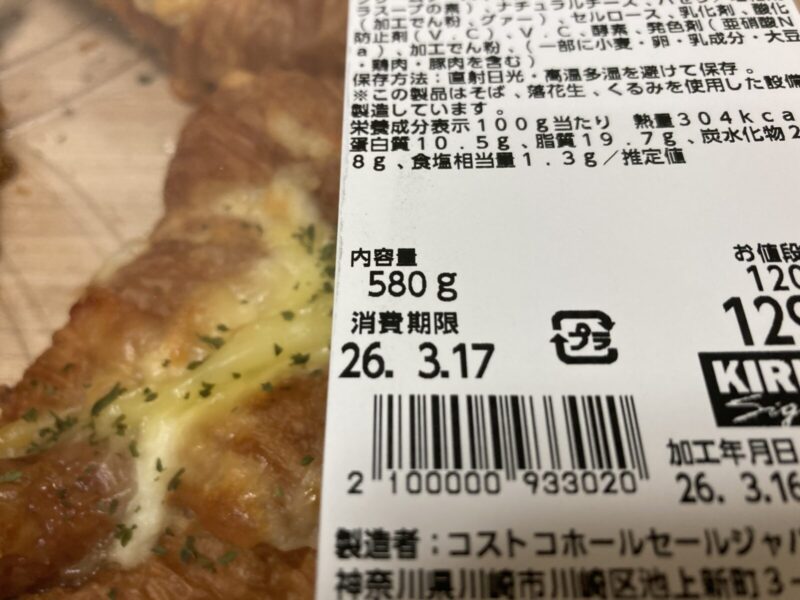 ラスープの素）、ナチュラルチーズ、
（加工でん粉、グァー）、セルロース、乳化剤、酸化
防止剤（Ｖ．Ｃ）、Ｖ．Ｃ、酵素、発色剤（亜硝酸Ｎ
ａ）、加工でん粉、（一部に小麦・卵・乳成分・大豆
・鶏肉・豚肉を含む）
保存方法：直射日光・高温多湿を避けて保存。
※この製品はそば、落花生、くるみを使用した設備
製造しています。
栄養成分表示１００ｇ当たり　熱量３０４ｋｃａ
蛋白質１０．５ｇ、脂質１９．７ｇ、炭水化物２
８ｇ、食塩相当量１．３ｇ／推定値
内容量
580ｇ
お値段
120
129
消費期限
26. 3.17
プラ
KIR
Sig
加工年月日
26. 3.16
2 100000 933020
製造者：コストコホールセールジャパ
神奈川県川崎市川崎区池上新町３－